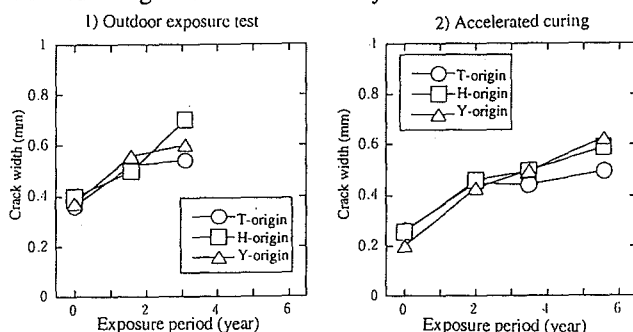 1) Outdoor exposure test
1
0.8
0.6
0.4
0.2
0
Crack width (mm)
T-origin
H-origin
Y-origin
0 2 4 6
Exposure period (year)
2) Accelerated curing
1
0.8
0.6
0.4
0.2
0
Crack width (mm)
T-origin
H-origin
Y-origin
0 2 4 6
Exposure period (year)